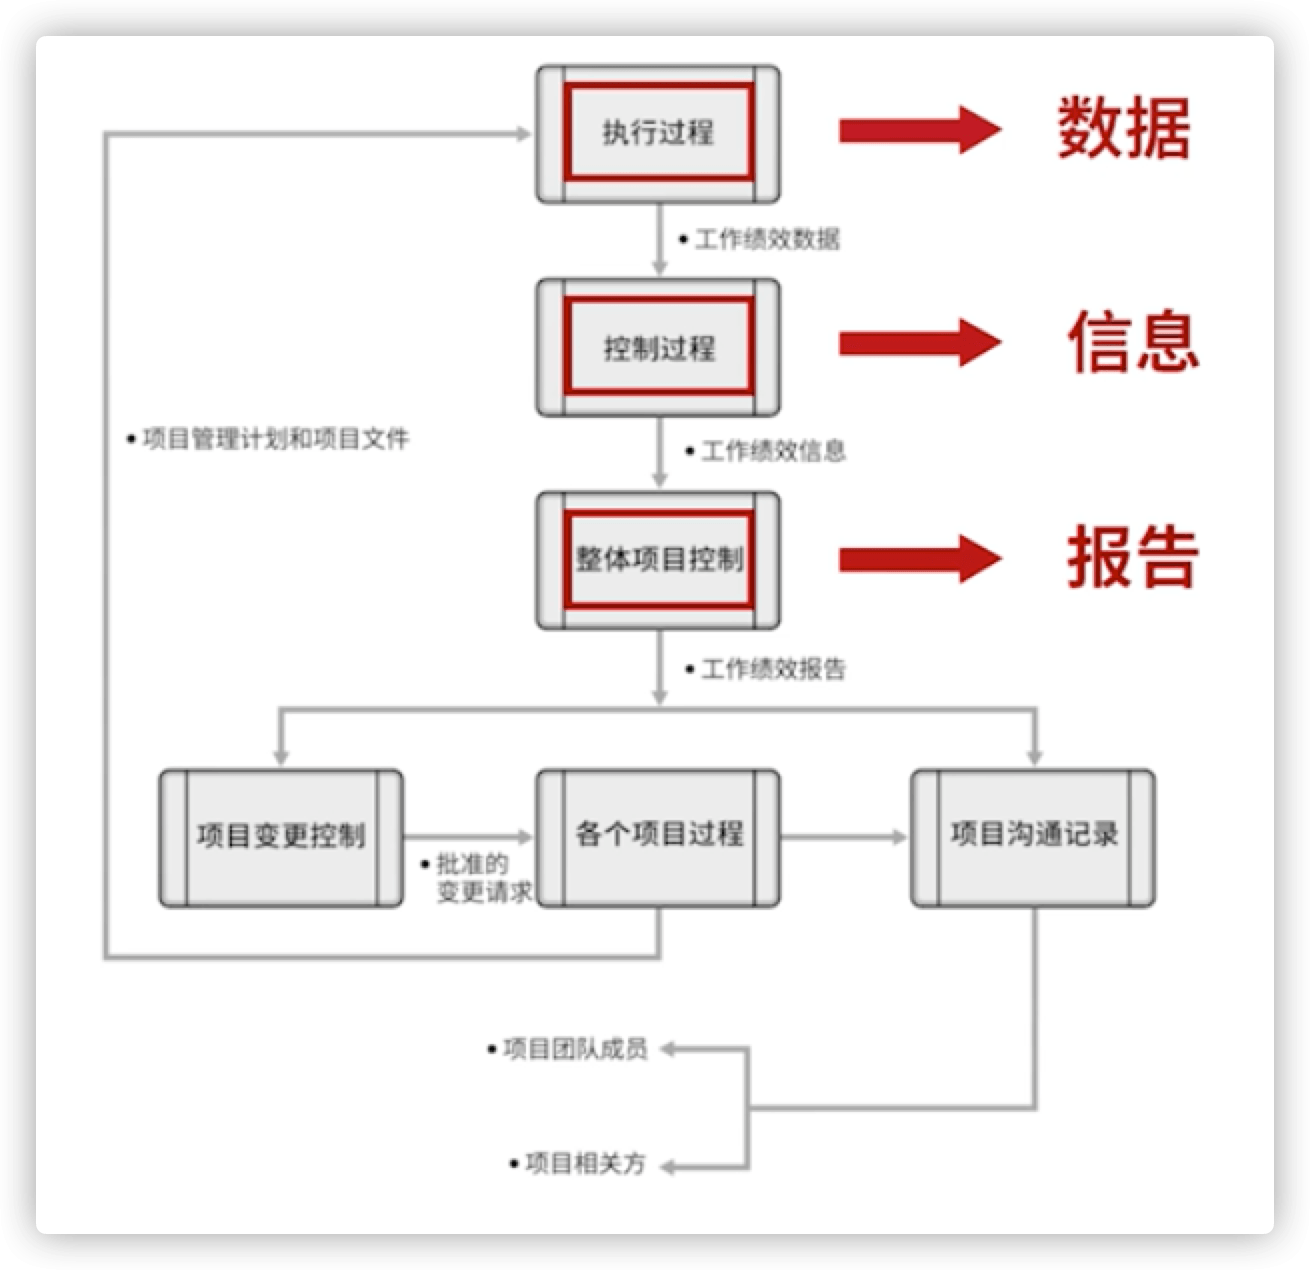 执行过程
数据
• 工作绩效数据
控制过程
信息
• 项目管理计划和项目文件
• 工作绩效信息
整体项目控制
报告
• 工作绩效报告
项目变更控制
• 批准的
变更请求
各个项目过程
项目沟通记录
• 项目团队成员
• 项目相关方